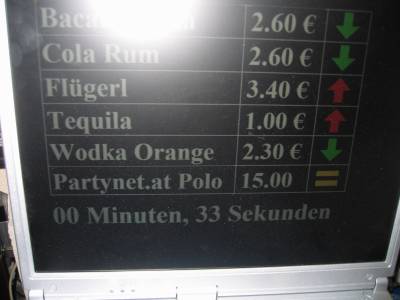 2.60 €
Cola Rum 2.60 €
Flügerl 3.40 €
Tequila 1.00 €
Wodka Orange 2.30 €
Partynet.at Polo 15.00
00 Minuten, 33 Sekunden